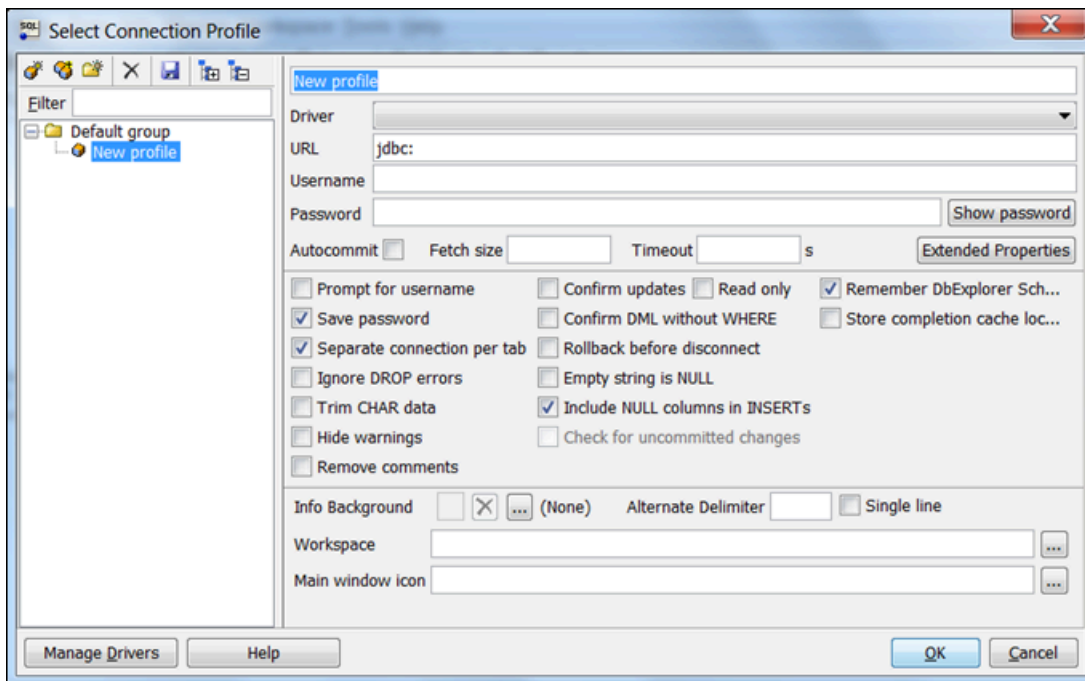 SQL Select Connection Profile
Filter
Default group
New profile
New profile
Driver
URL jdbc:
Username
Password Show password
Autocommit Fetch size Timeout s Extended Properties
Prompt for username Confirm updates Read only Remember DbExplorer Sch...
Save password Confirm DML without WHERE Store completion cache loc...
Separate connection per tab Rollback before disconnect
Ignore DROP errors Empty string is NULL
Trim CHAR data Include NULL columns in INSERTs
Hide warnings Check for uncommitted changes
Remove comments
Info Background ... (None) Alternate Delimiter Single line
Workspace ...
Main window icon ...
Manage Drivers Help OK Cancel